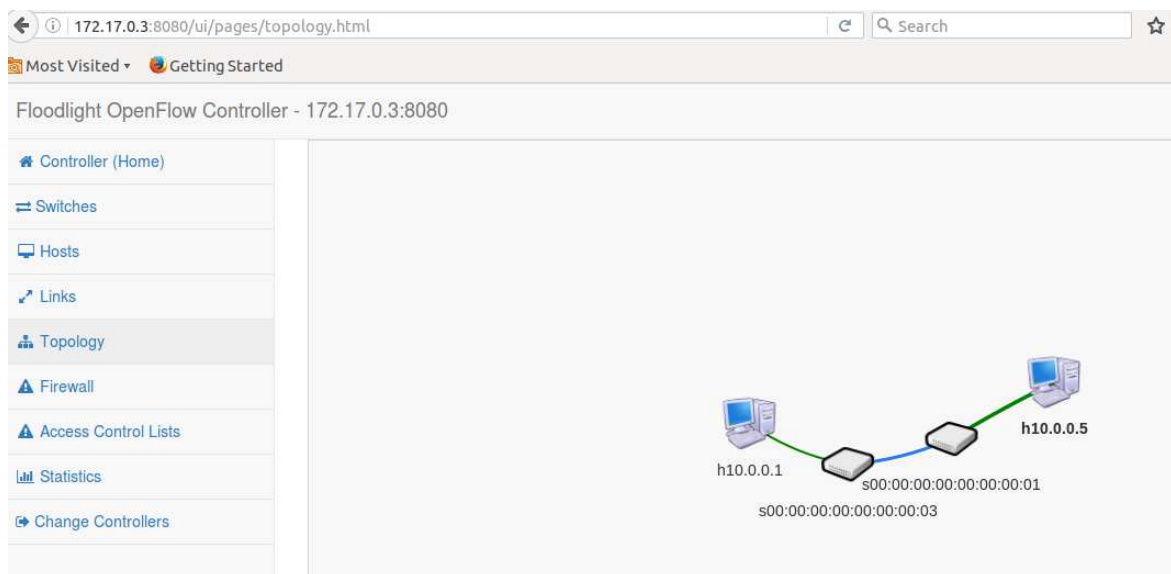 172.17.0.3:8080/ui/pages/topology.html
Search
Most Visited
Getting Started
Floodlight OpenFlow Controller - 172.17.0.3:8080
Controller (Home)
Switches
Hosts
Links
Topology
Firewall
Access Control Lists
Statistics
Change Controllers
h10.0.0.5
h10.0.0.1
s00:00:00:00:00:00:00:01
s00:00:00:00:00:00:00:03